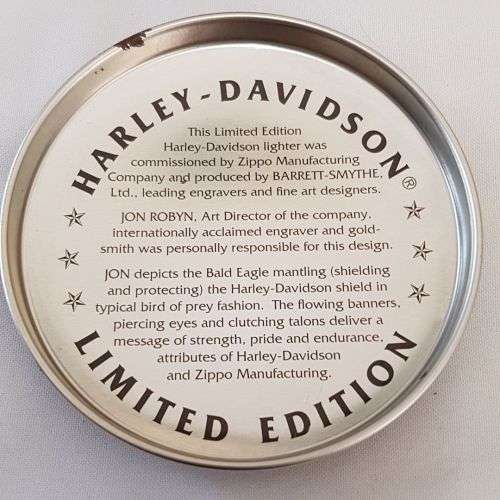 HARLEY-DAVIDSON®
This Limited Edition
Harley-Davidson lighter was
commissioned by Zippo Manufacturing
Company and produced by BARRETT-SMYTHE,
Ltd., leading engravers and fine art designers.
JON ROBYN, Art Director of the company,
internationally acclaimed engraver and gold-
smith was personally responsible for this design.
JON depicts the Bald Eagle mantling (shielding
and protecting) the Harley-Davidson shield in
typical bird of prey fashion. The flowing banners,
piercing eyes and clutching talons deliver a
message of strength, pride and endurance,
attributes of Harley-Davidson
and Zippo Manufacturing.
LIMITED EDITION